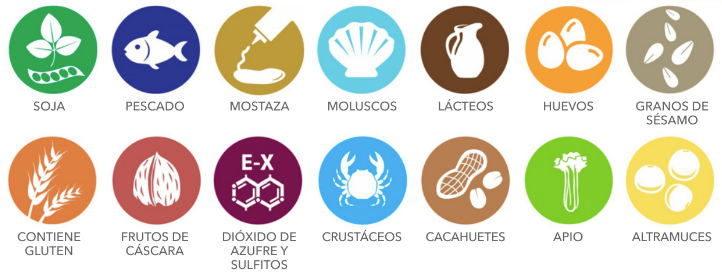 SOJA
PESCADO
MOSTAZA
MOLUSCOS
LÁCTEOS
HUEVOS
GRANOS DE
SÉSAMO
E-X
CONTIENE
GLUTEN
FRUTOS DE
CÁSCARA
DIÓXIDO DE
AZUFRE Y
SULFITOS
CRUSTÁCEOS
CACAHUETES
APIO
ALTRAMUCES